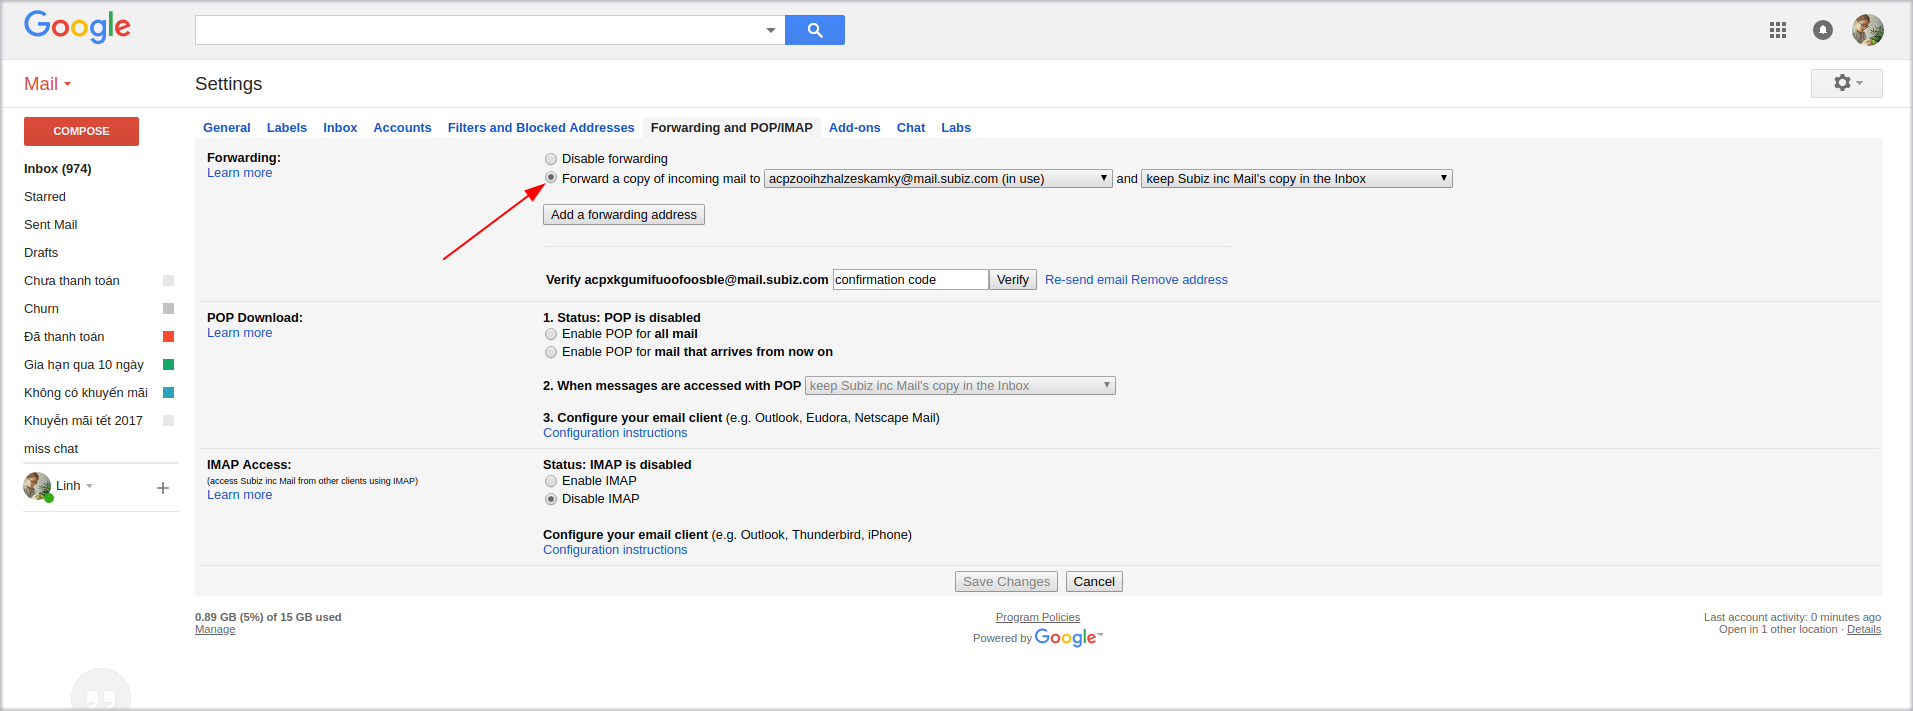 Google
Mail
Settings
COMPOSE
General Labels Inbox Accounts Filters and Blocked Addresses Forwarding and POP/IMAP Add-ons Chat Labs
Inbox (974)
Starred
Sent Mail
Drafts
Chưa thanh toán
Churn
Đã thanh toán
Gia hạn qua 10 ngày
Không có khuyến mãi
Khuyễn mãi tết 2017
miss chat
Linh
Forwarding:
Learn more
Disable forwarding
Forward a copy of incoming mail to acpzooihzhalzeskamky@mail.subiz.com (in use) and keep Subiz inc Mail's copy in the Inbox
Add a forwarding address
Verify acpxkgumifuoofoosble@mail.subiz.com confirmation code Verify Re-send email Remove address
POP Download:
Learn more
1. Status: POP is disabled
Enable POP for all mail
Enable POP for mail that arrives from now on
2. When messages are accessed with POP keep Subiz inc Mail's copy in the Inbox
3. Configure your email client (e.g. Outlook, Eudora, Netscape Mail)
Configuration instructions
IMAP Access:
(access Subiz inc Mail from other clients using IMAP)
Learn more
Status: IMAP is disabled
Enable IMAP
Disable IMAP
Configure your email client (e.g. Outlook, Thunderbird, iPhone)
Configuration instructions
Save Changes Cancel
0.89 GB (5%) of 15 GB used
Manage
Program Policies
Powered by Google™
Last account activity: 0 minutes ago
Open in 1 other location · Details